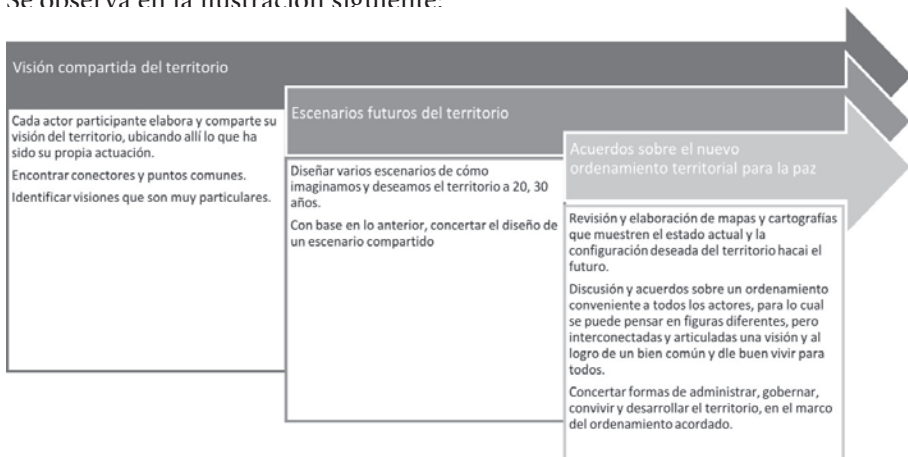 Se observa en la ilustración siguiente:
Visión compartida del territorio
Cada actor participante elabora y comparte su
visión del territorio, ubicando allí lo que ha
sido su propia actuación.
Encontrar conectores y puntos comunes.
Identificar visiones que son muy particulares.
Escenarios futuros del territorio
Diseñar varios escenarios de cómo
imaginamos y deseamos el territorio a 20, 30
años.
Con base en lo anterior, concertar el diseño de
un escenario compartido
Acuerdos sobre el nuevo
ordenamiento territorial para la paz
Revisión y elaboración de mapas y cartografías
que muestren el estado actual y la
configuración deseada del territorio hacai el
futuro.
Discusión y acuerdos sobre un ordenamiento
conveniente a todos los actores, para lo cual
se puede pensar en figuras diferentes, pero
interconectadas y articuladas una visión y al
logro de un bien común y dle buen vivir para
todos.
Concertar formas de administrar, gobernar,
convivir y desarrollar el territorio, en el marco
del ordenamiento acordado.